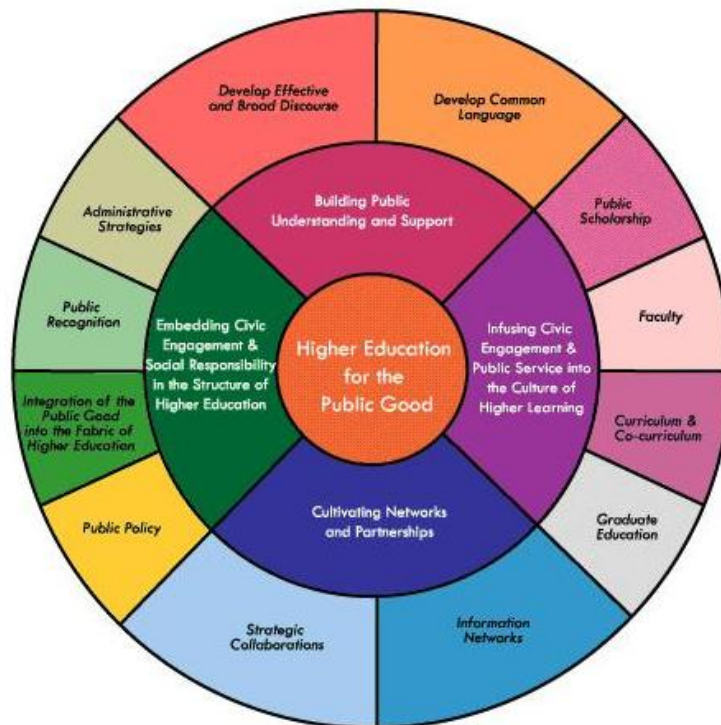 Develop Effective
and Broad Discourse
Develop Common
Language
Administrative
Strategies
Public
Scholarship
Building Public
Understanding and Support
Public
Recognition
Faculty
Embedding Civic
Engagement &
Social Responsibility
in the Structure of
Higher Education
Higher Education
for the
Public Good
Infusing Civic
Engagement &
Public Service into
the Culture of
Higher Learning
Integration of the
Public Good
into the Fabric of
Higher Education
Curriculum &
Co-curriculum
Cultivating Networks
and Partnerships
Public Policy
Graduate
Education
Strategic
Collaborations
Information
Networks